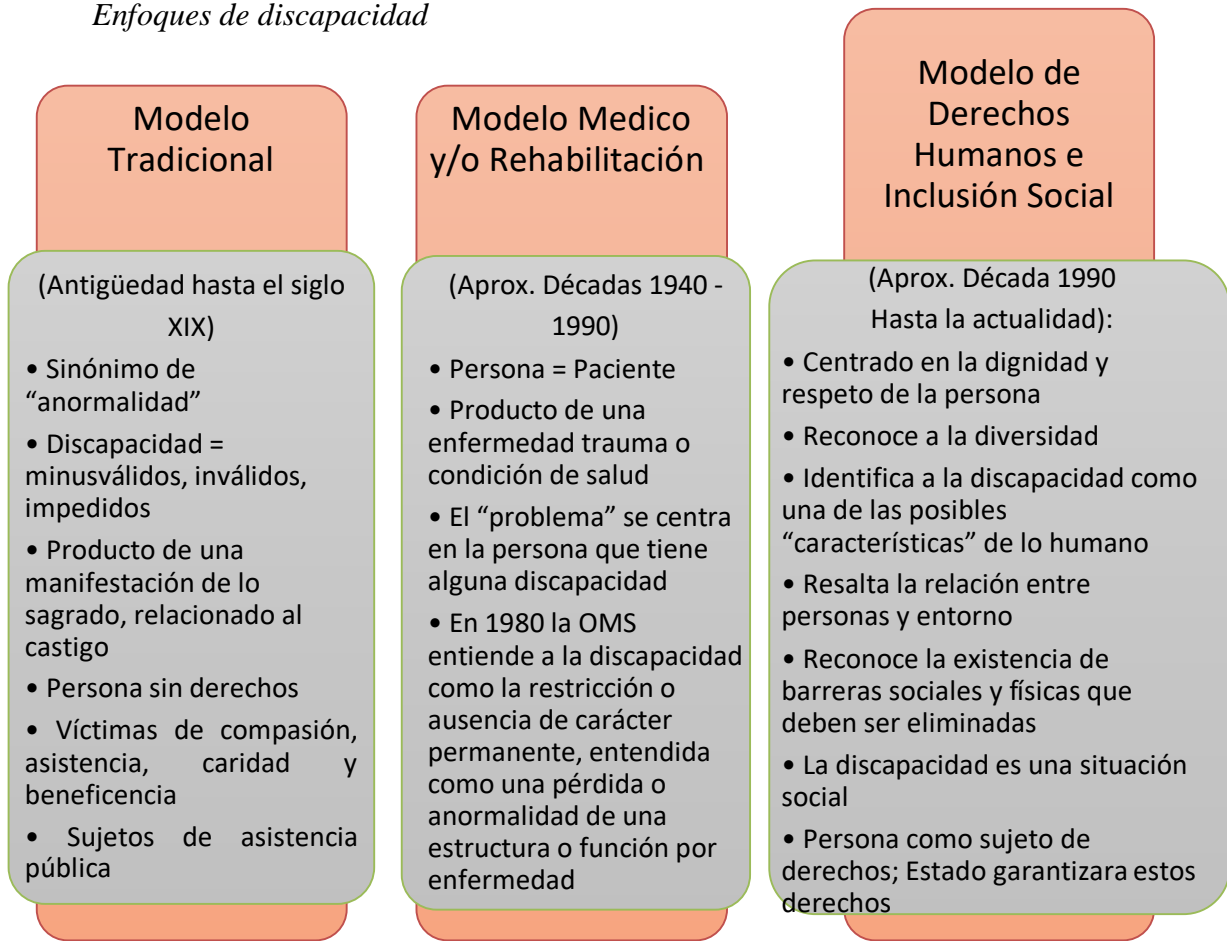 Enfoques de discapacidad
Modelo
Tradicional
(Antigüedad hasta el siglo
XIX)
• Sinónimo de
“anormalidad”
• Discapacidad =
minusválidos, inválidos,
impedidos
• Producto de una
manifestación de lo
sagrado, relacionado al
castigo
• Persona sin derechos
• Víctimas de compasión,
asistencia, caridad y
beneficencia
• Sujetos de asistencia
pública
Modelo Medico
y/o Rehabilitación
(Aprox. Décadas 1940 -
1990)
• Persona = Paciente
• Producto de una
enfermedad trauma o
condición de salud
• El “problema” se centra
en la persona que tiene
alguna discapacidad
• En 1980 la OMS
entiende a la discapacidad
como la restricción o
ausencia de carácter
permanente, entendida
como una pérdida o
anormalidad de una
estructura o función por
enfermedad
Modelo de
Derechos
Humanos e
Inclusión Social
(Aprox. Década 1990
Hasta la actualidad):
• Centrado en la dignidad y
respeto de la persona
• Reconoce a la diversidad
• Identifica a la discapacidad como
una de las posibles
“características” de lo humano
• Resalta la relación entre
personas y entorno
• Reconoce la existencia de
barreras sociales y físicas que
deben ser eliminadas
• La discapacidad es una situación
social
• Persona como sujeto de
derechos; Estado garantizara estos
derechos